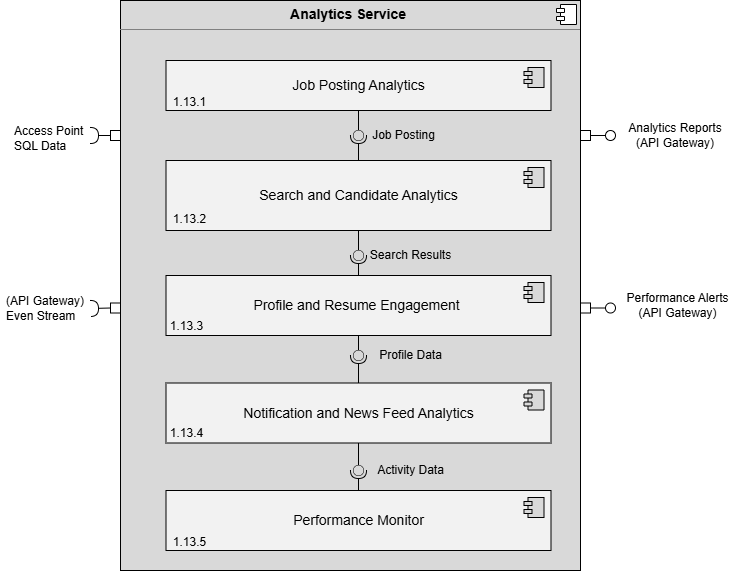 Analytics Service
Job Posting Analytics
1.13.1
Access Point
SQL Data
Job Posting
Analytics Reports
(API Gateway)
Search and Candidate Analytics
1.13.2
Search Results
(API Gateway)
Even Stream
Profile and Resume Engagement
1.13.3
Performance Alerts
(API Gateway)
Profile Data
Notification and News Feed Analytics
1.13.4
Activity Data
Performance Monitor
1.13.5